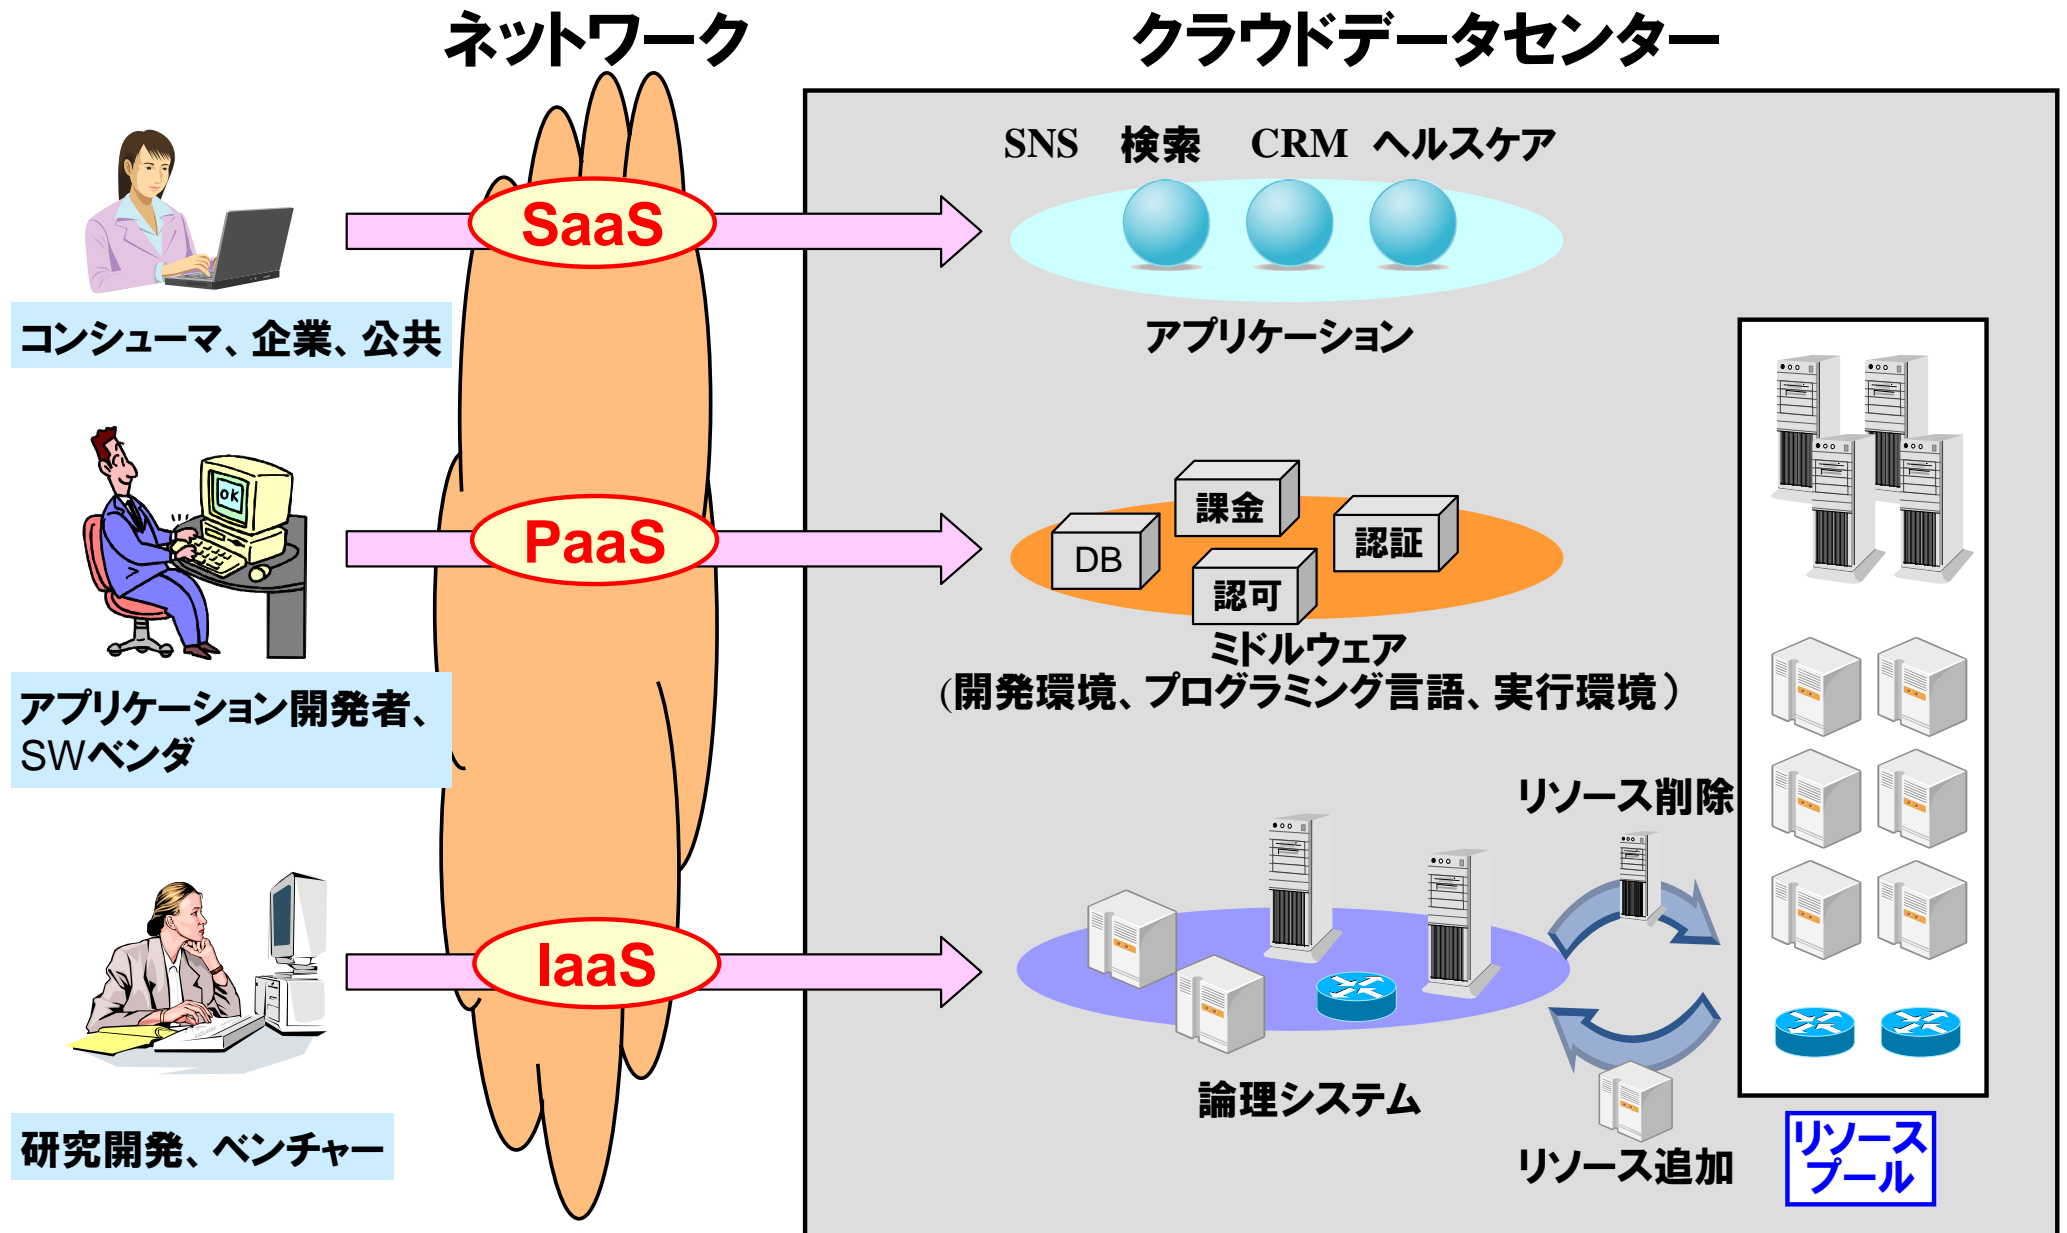 ネットワーク
クラウドデータセンター
SNS 検索 CRM ヘルスケア
SaaS
コンシューマ、企業、公共
アプリケーション
OK
PaaS
課金
DB
認証
認可
ミドルウェア
(開発環境、プログラミング言語、実行環境）
アプリケーション開発者、
SWベンダ
リソース削除
IaaS
論理システム
リソース追加
リソース
プール
研究開発、ベンチャー